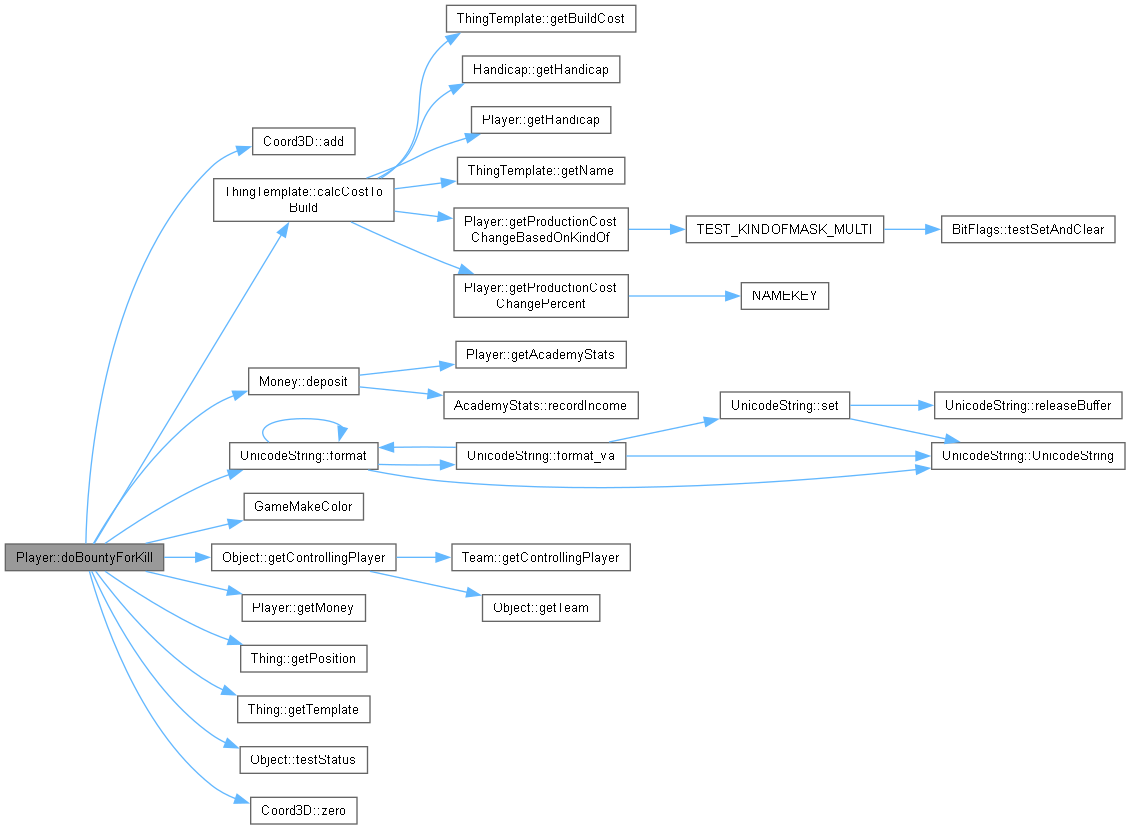 ThingTemplate::getBuildCost
Handicap::getHandicap
Player::getHandicap
Coord3D::add
ThingTemplate::getName
ThingTemplate::calcCostTo
Build
Player::getProductionCost
ChangeBasedOnKindOf
TEST_KINDOFMASK_MULTI
BitFlags::testSetAndClear
Player::getProductionCost
ChangePercent
NAMEKEY
Player::getAcademyStats
Money::deposit
AcademyStats::recordIncome
UnicodeString::set
UnicodeString::releaseBuffer
UnicodeString::format
UnicodeString::format_va
UnicodeString::UnicodeString
GameMakeColor
Player::doBountyForKill
Object::getControllingPlayer
Team::getControllingPlayer
Player::getMoney
Object::getTeam
Thing::getPosition
Thing::getTemplate
Object::testStatus
Coord3D::zero